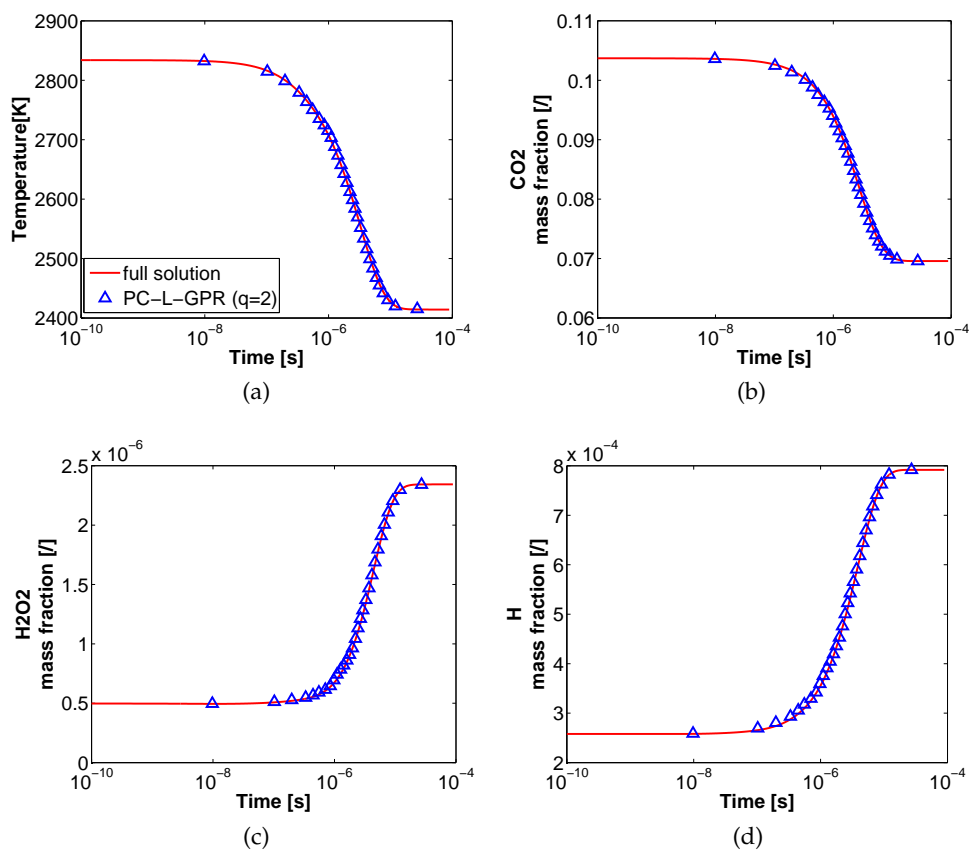 2900
2800
2700
2600
2500
2400
Temperature[K]
full solution
PC−L−GPR (q=2)
10−10
10−8
10−6
10−4
Time [s]
(a)
0.11
0.1
0.09
0.08
0.07
0.06
CO2
mass fraction [/]
10−10
10−8
10−6
10−4
Time [s]
(b)
x 10−6
2.5
2
1.5
1
0.5
0
H2O2
mass fraction [/]
10−10
10−8
10−6
10−4
Time [s]
(c)
x 10−4
8
7
6
5
4
3
2
H
mass fraction [/]
10−10
10−8
10−6
10−4
Time [s]
(d)